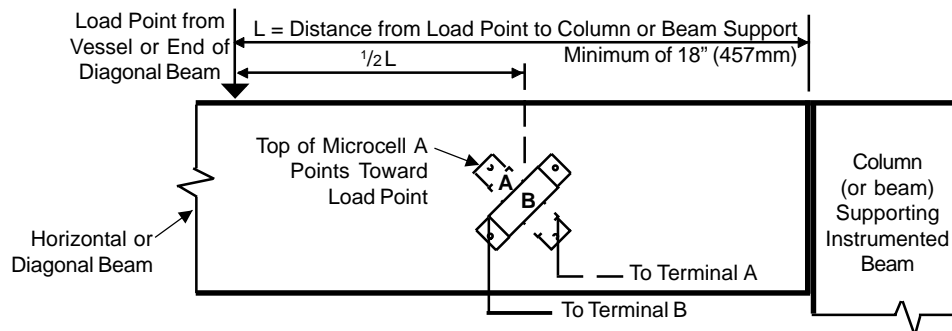 Load Point from
Vessel or End of
Diagonal Beam
L = Distance from Load Point to Column or Beam Support
Minimum of 18" (457mm)
1/2 L
Top of Microcell A
Points Toward
Load Point
A
B
Column
(or beam)
Supporting
Instrumented
Beam
Horizontal or
Diagonal Beam
To Terminal A
To Terminal B